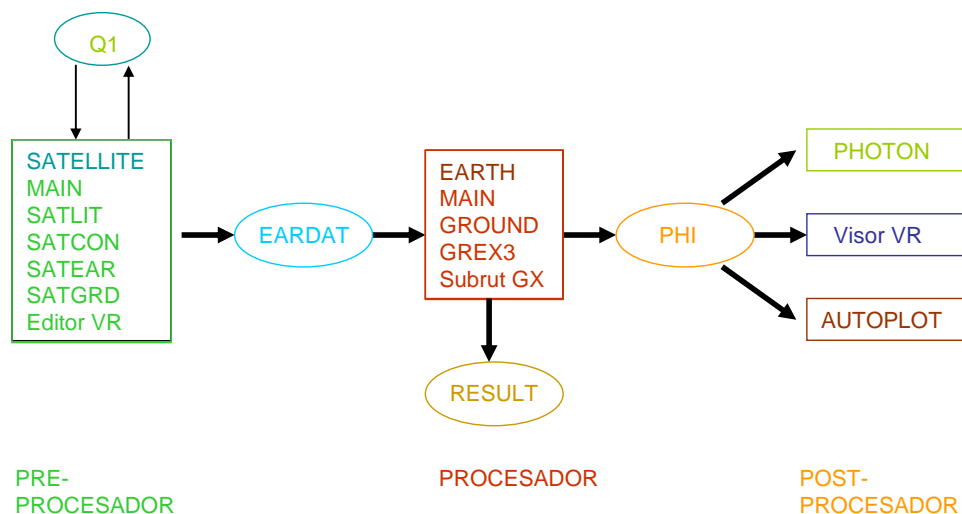 Q1
SATELLITE
MAIN
SATLIT
SATCON
SATEAR
SATGRD
Editor VR
EARDAT
EARTH
MAIN
GROUND
GREX3
Subrut GX
PHI
PHOTON
Visor VR
AUTOPLOT
RESULT
PRE-
PROCESADOR
PROCESADOR
POST-
PROCESADOR